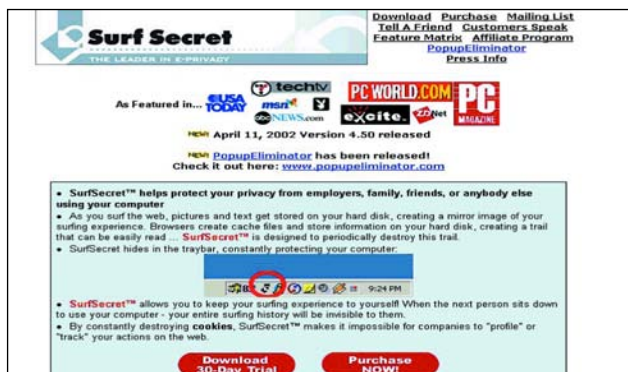 Surf Secret
THE LEADER IN E-PRIVACY
Download Purchase Mailing List
Tell A Friend Customers Speak
Feature Matrix Affiliate Program
PopupEliminator
Press Info
As Featured in...
USA TODAY
techtv
msn
abcNEWS.com
PC WORLD.COM
excite.
ZDNet
PC MAGAZINE
NEW! April 11, 2002 Version 4.50 released
NEW! PopupEliminator has been released!
Check it out here: www.popupeliminator.com
• SurfSecret™ helps protect your privacy from employers, family, friends, or anybody else
using your computer
• As you surf the web, pictures and text get stored on your hard disk, creating a mirror image of your
surfing experience. Browsers create cache files and store information on your hard disk, creating a trail
that can be easily read ... SurfSecret™ is designed to periodically destroy this trail.
• SurfSecret hides in the traybar, constantly protecting your computer:
9:24 PM
• SurfSecret™ allows you to keep your surfing experience to yourself! When the next person sits down
to use your computer - your entire surfing history will be invisible to them.
• By constantly destroying cookies, SurfSecret™ makes it impossible for companies to "profile" or
"track" your actions on the web.
Download
30-Day Trial
Purchase
NOW!